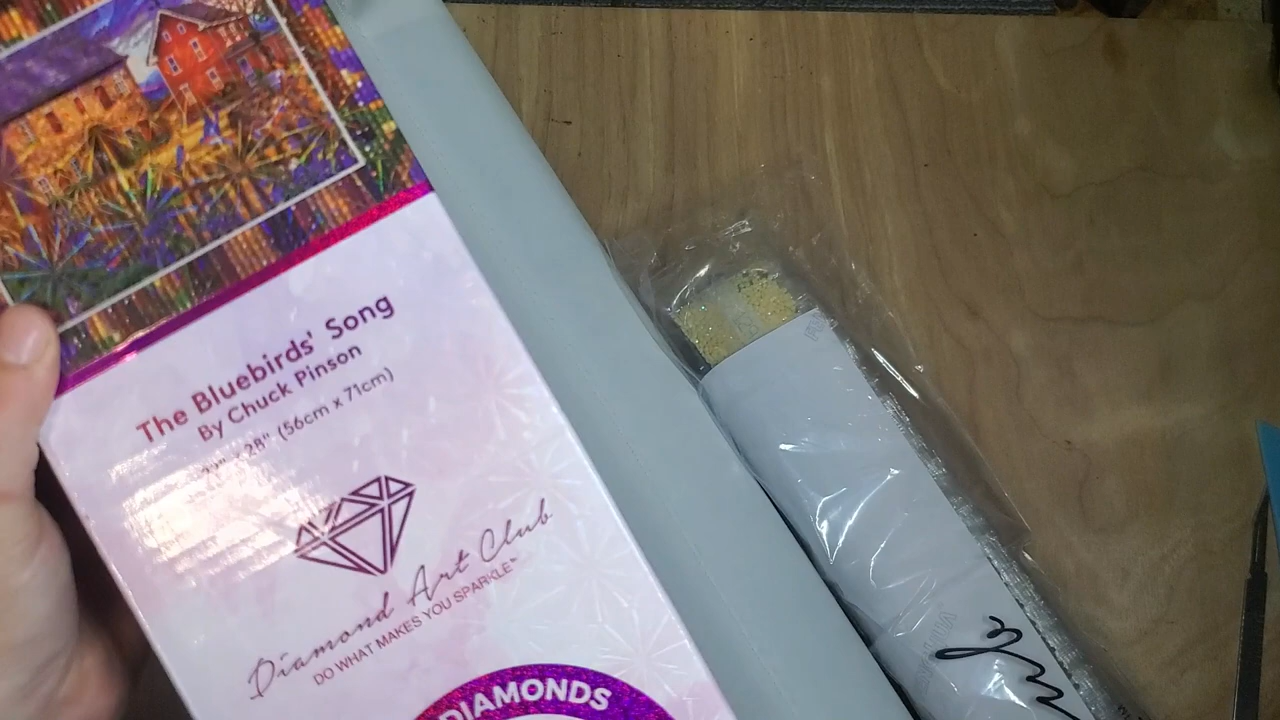 The Bluebirds' Song
By Chuck Pinson
28" (56cm x 71cm)
Diamond Art Club
DO WHAT MAKES YOU SPARKLE™
DIAMONDS